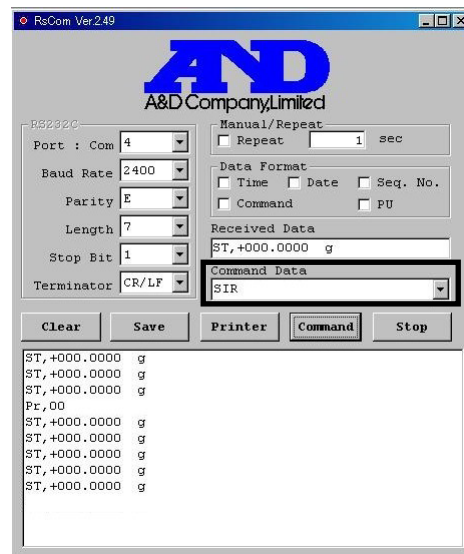 RsCom Ver.2.49
AND
A&D Company,Limited
RS232C
Port : Com 4
Baud Rate 2400
Parity E
Length 7
Stop Bit 1
Terminator CR/LF
Manual/Repeat
Repeat 1 sec
Data Format
Time Date Seq. No.
Command PU
Received Data
ST,+000.0000 g
Command Data
SIR
Clear Save Printer Command Stop
ST,+000.0000 g
ST,+000.0000 g
ST,+000.0000 g
Pr,00
ST,+000.0000 g
ST,+000.0000 g
ST,+000.0000 g
ST,+000.0000 g
ST,+000.0000 g